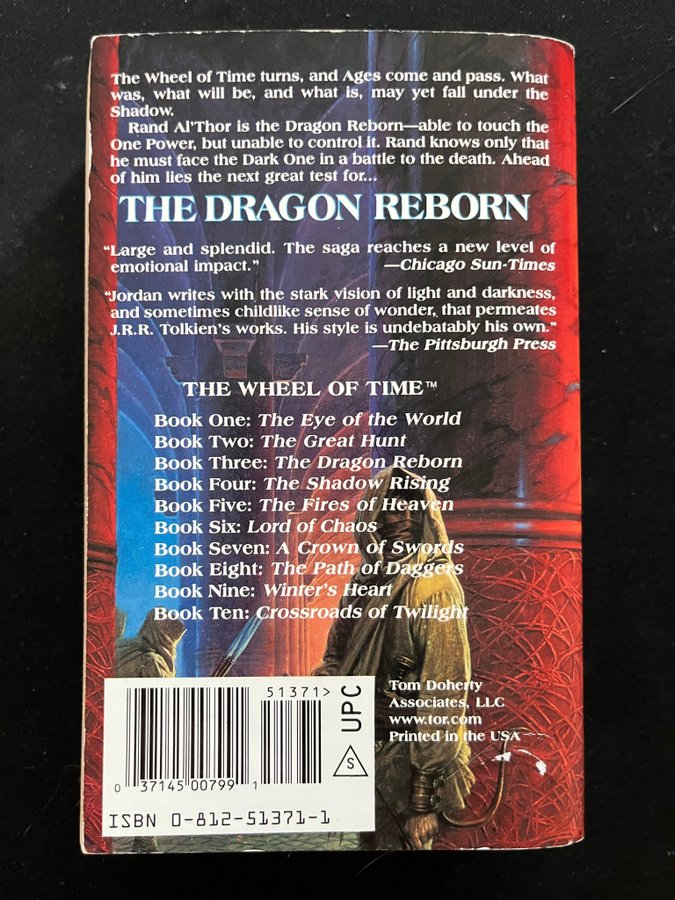 The Wheel of Time turns, and Ages come and pass. What
was, what will be, and what is, may yet fall under the
Shadow.
Rand Al'Thor is the Dragon Reborn—able to touch the
One Power, but unable to control it. Rand knows only that
he must face the Dark One in a battle to the death. Ahead
of him lies the next great test for...
THE DRAGON REBORN
"Large and splendid. The saga reaches a new level of
emotional impact." —Chicago Sun-Times
"Jordan writes with the stark vision of light and darkness,
and sometimes childlike sense of wonder, that permeates
J.R.R. Tolkien's works. His style is undebatably his own."
—The Pittsburgh Press
THE WHEEL OF TIME™
Book One: The Eye of the World
Book Two: The Great Hunt
Book Three: The Dragon Reborn
Book Four: The Shadow Rising
Book Five: The Fires of Heaven
Book Six: Lord of Chaos
Book Seven: A Crown of Swords
Book Eight: The Path of Daggers
Book Nine: Winter's Heart
Book Ten: Crossroads of Twilight
51371>
UPC
S
0 37145 00799 1
ISBN 0-812-51371-1
Tom Doherty
Associates, LLC
www.tor.com
Printed in the USA